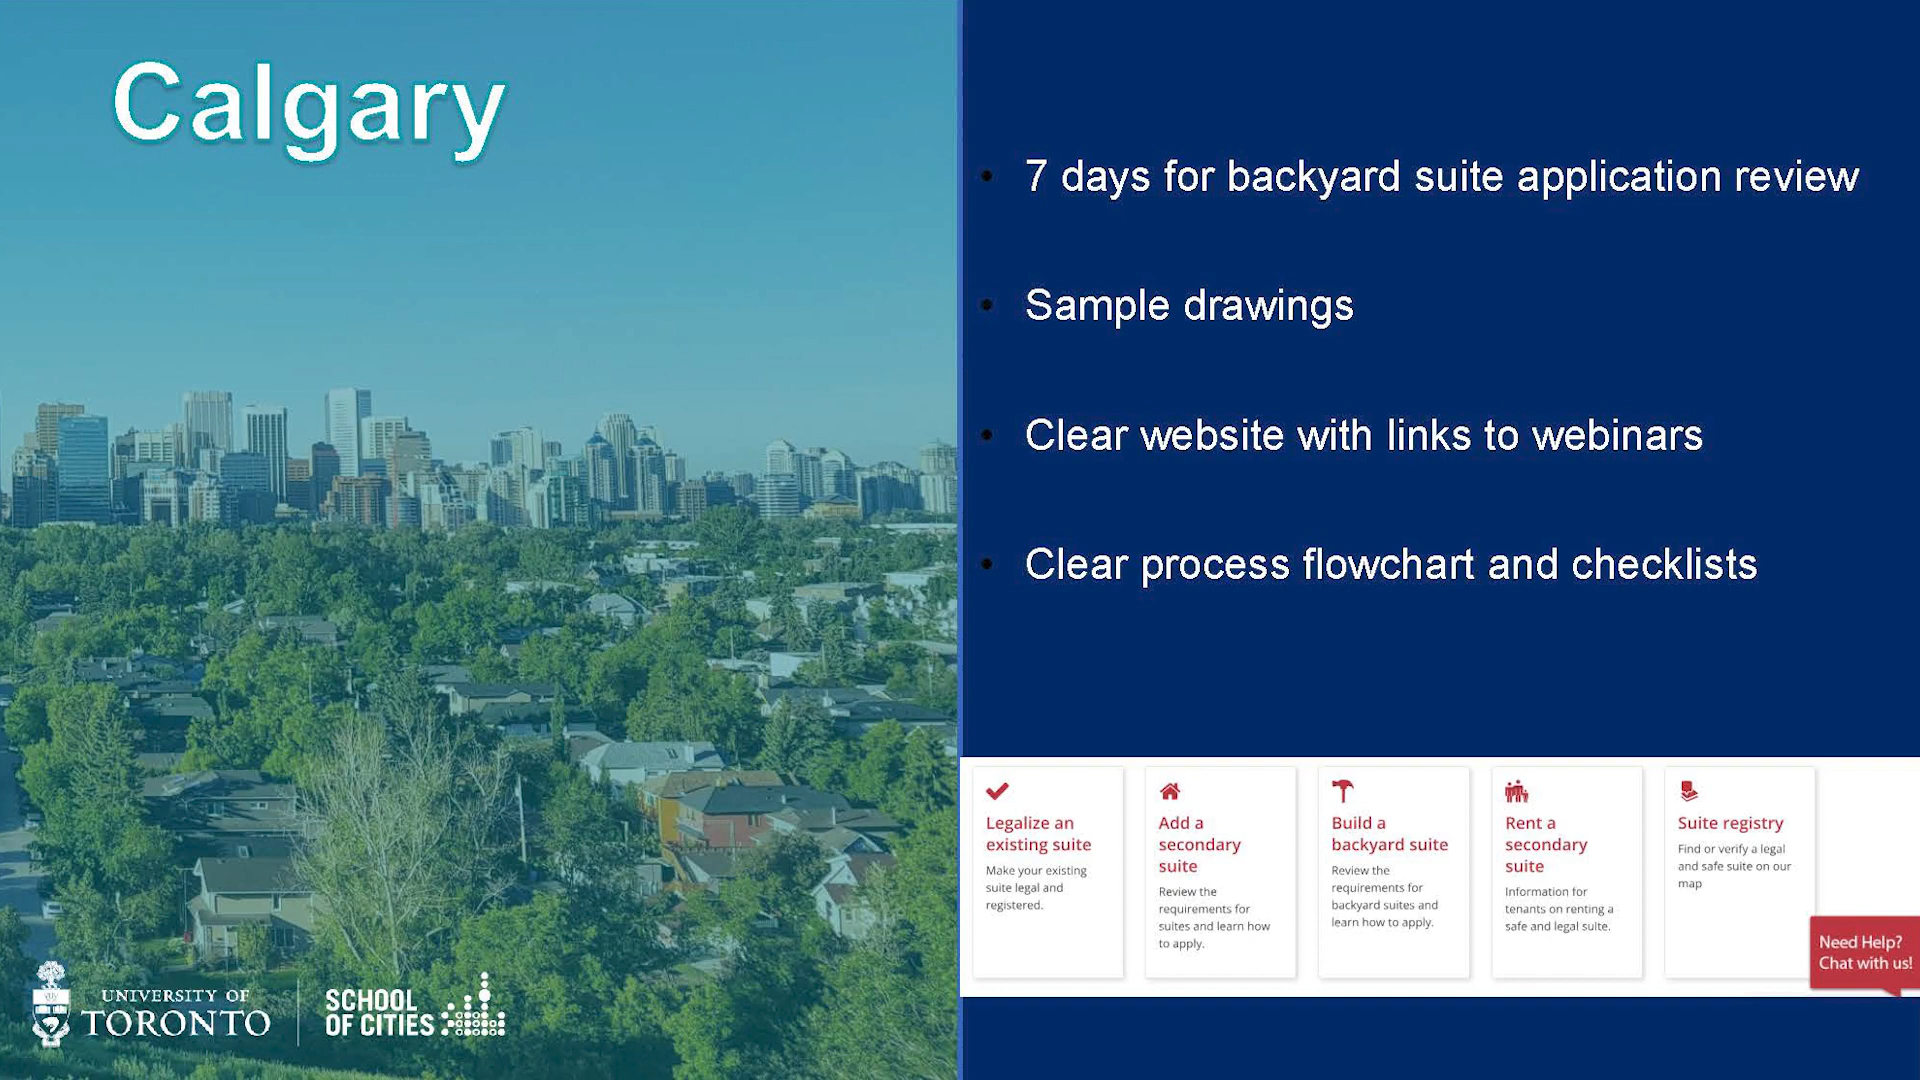 Calgary
• 7 days for backyard suite application review
• Sample drawings
• Clear website with links to webinars
• Clear process flowchart and checklists
Legalize an
existing suite
Make your existing
suite legal and
registered.
Add a
secondary
suite
Review the
requirements for
suites and learn how
to apply.
Build a
backyard suite
Review the
requirements for
backyard suites and
learn how to apply.
Rent a
secondary
suite
Information for
tenants on renting a
safe and legal suite.
Suite registry
Find or verify a legal
and safe suite on our
map
Need Help?
Chat with us!
UNIVERSITY OF
TORONTO
SCHOOL
OF CITIES